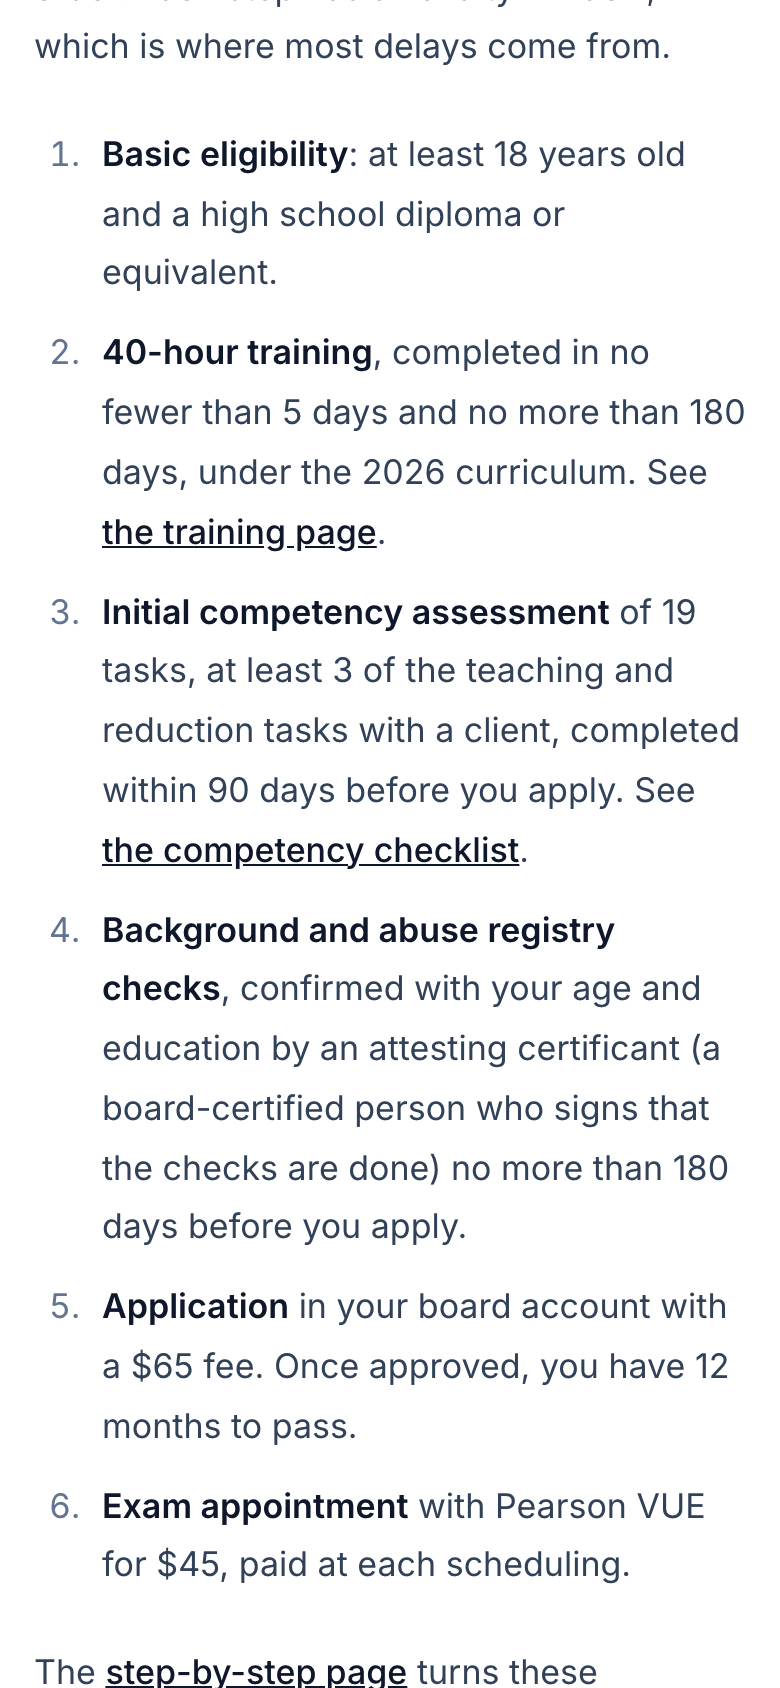 which is where most delays come from.
1. Basic eligibility: at least 18 years old
and a high school diploma or
equivalent.
2. 40-hour training, completed in no
fewer than 5 days and no more than 180
days, under the 2026 curriculum. See
the training page.
3. Initial competency assessment of 19
tasks, at least 3 of the teaching and
reduction tasks with a client, completed
within 90 days before you apply. See
the competency checklist.
4. Background and abuse registry
checks, confirmed with your age and
education by an attesting certificant (a
board-certified person who signs that
the checks are done) no more than 180
days before you apply.
5. Application in your board account with
a $65 fee. Once approved, you have 12
months to pass.
6. Exam appointment with Pearson VUE
for $45, paid at each scheduling.
The step-by-step page turns these